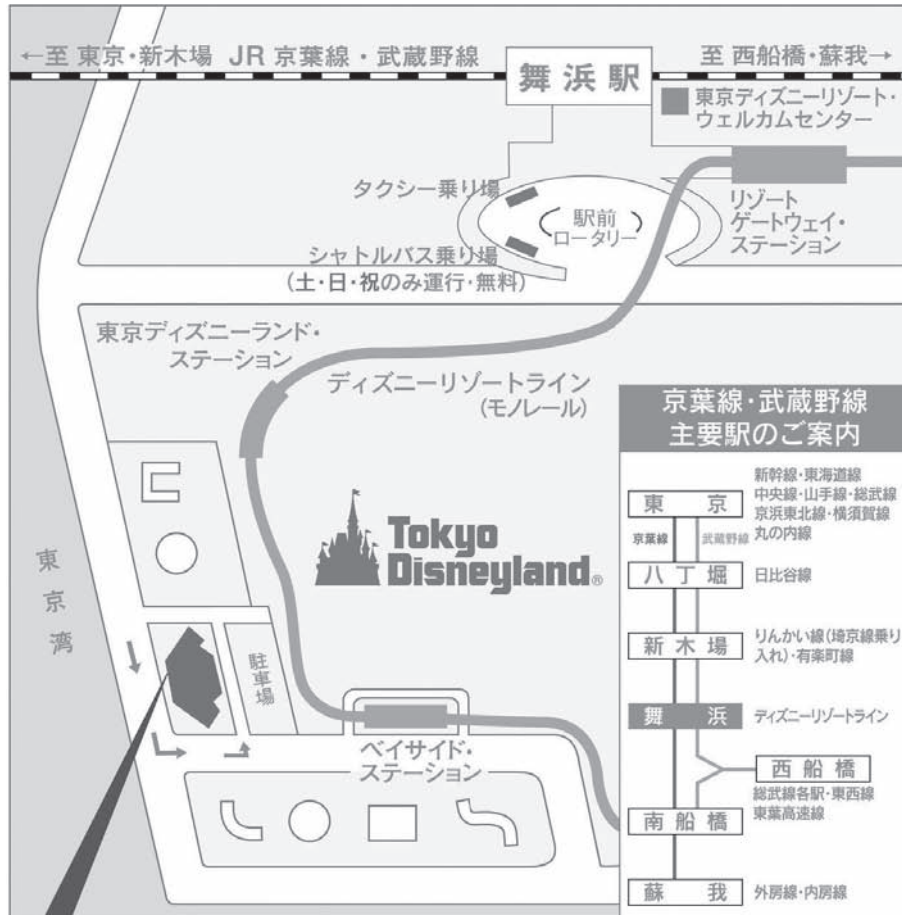 ←至 東京・新木場 JR 京葉線・武蔵野線
舞浜駅
至 西船橋・蘇我→
東京ディズニーリゾート・
ウェルカムセンター
タクシー乗り場
駅前
ロータリー
リゾート
ゲートウェイ・
ステーション
シャトルバス乗り場
(土・日・祝のみ運行・無料)
東京ディズニーランド・
ステーション
ディズニーリゾートライン
(モノレール)
Tokyo
Disneyland®
東京湾
駐車場
ベイサイド・
ステーション
京葉線・武蔵野線
主要駅のご案内
東京
新幹線・東海道線
中央線・山手線・総武線
京浜東北線・横須賀線
丸の内線
京葉線
武蔵野線
八丁堀
日比谷線
新木場
りんかい線(埼京線乗り
入れ)・有楽町線
舞浜
ディズニーリゾートライン
西船橋
総武線各駅・東西線
東葉高速線
南船橋
蘇我
外房線・内房線